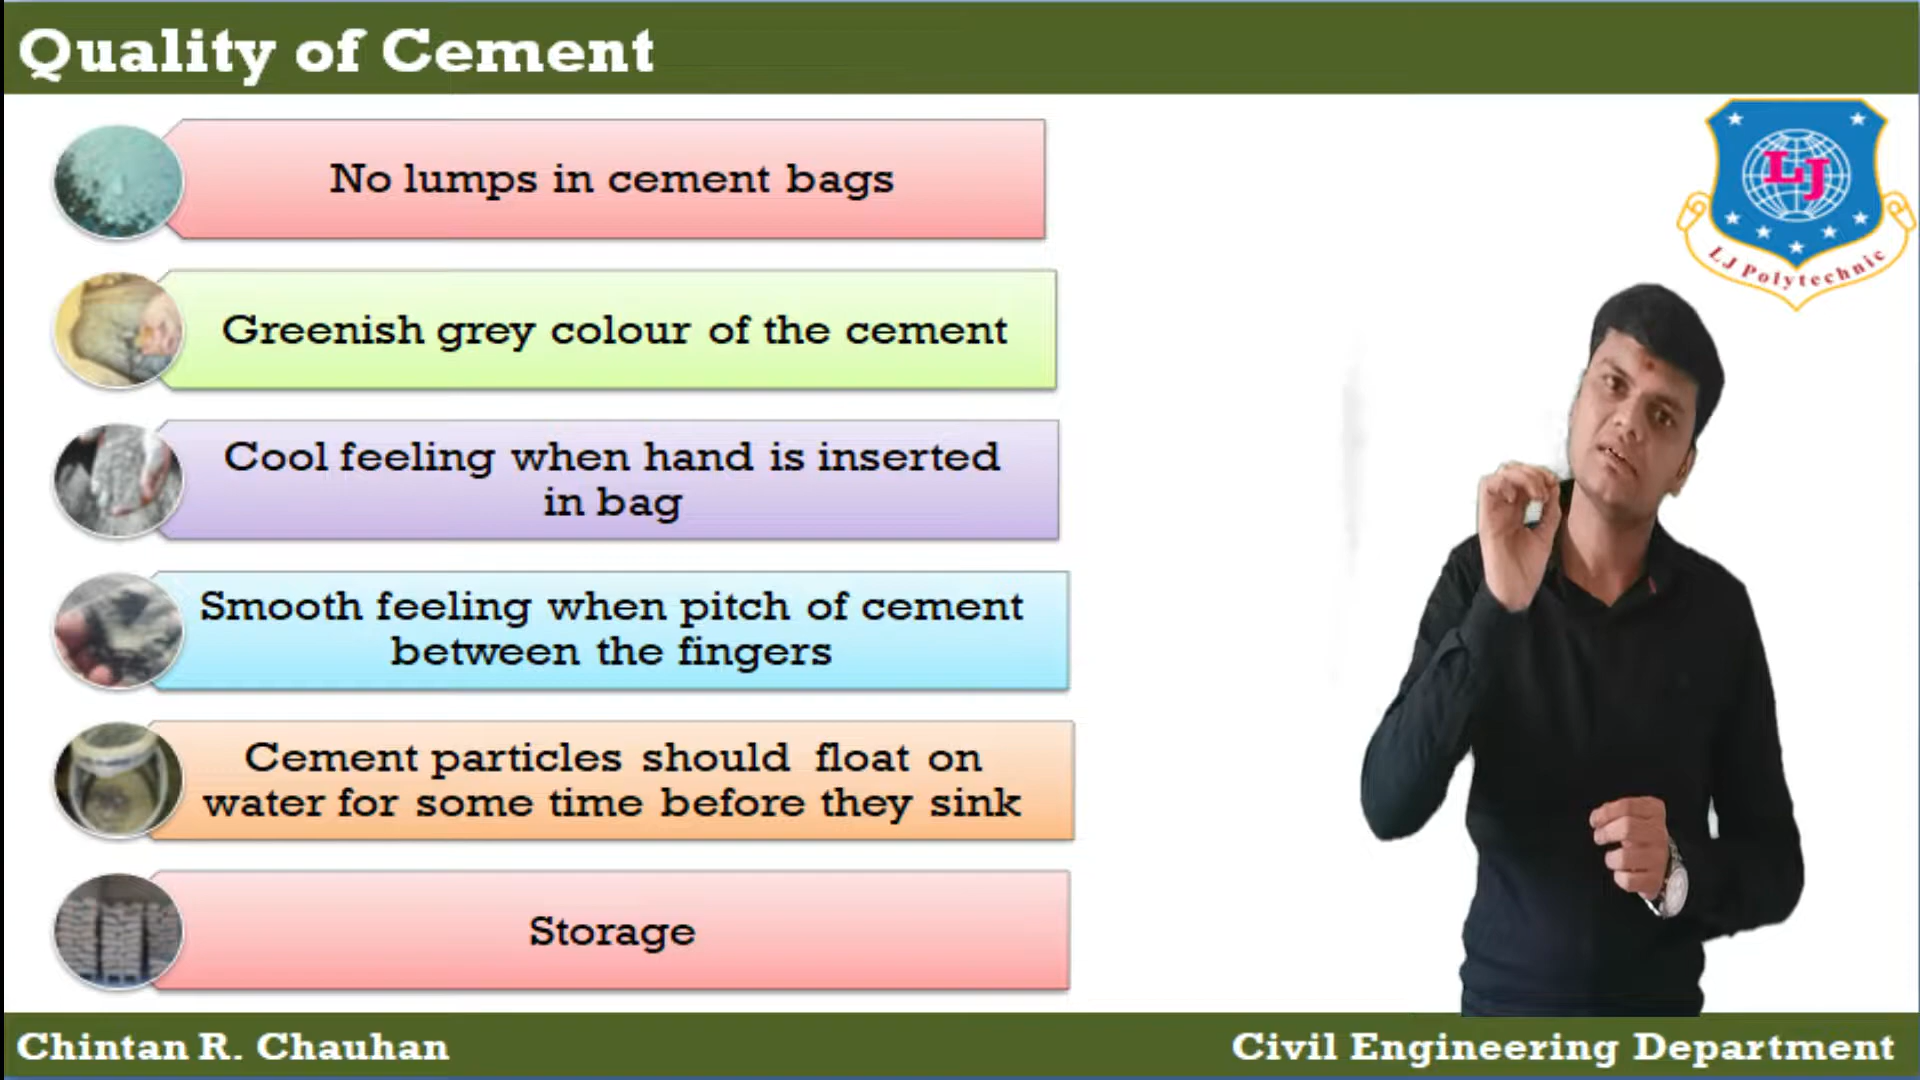 Quality of Cement
No lumps in cement bags
Greenish grey colour of the cement
Cool feeling when hand is inserted
in bag
Smooth feeling when pitch of cement
between the fingers
Cement particles should float on
water for some time before they sink
Storage
LJ
LJ Polytechnic
Chintan R. Chauhan
Civil Engineering Department